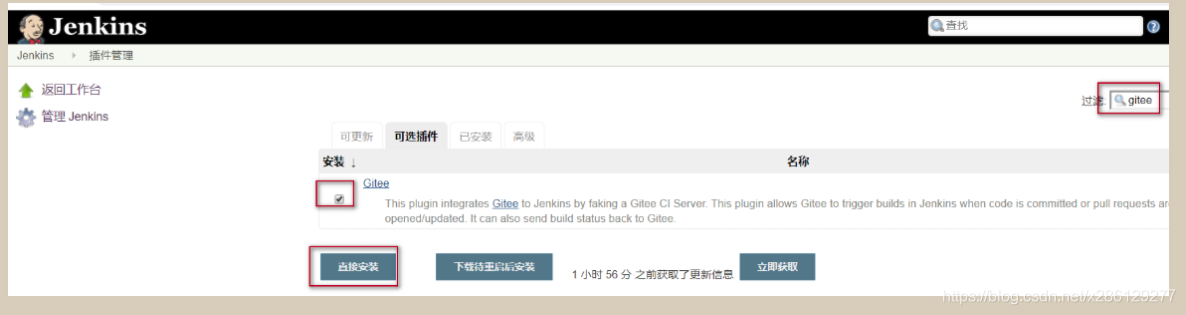 Jenkins
查找
Jenkins
插件管理
返回工作台
过滤: gitee
管理 Jenkins
可更新 可选插件 已安装 高级
安装 ↓ 名称
Gitee
This plugin integrates Gitee to Jenkins by faking a Gitee CI Server. This plugin allows Gitee to trigger builds in Jenkins when code is committed or pull requests are
opened/updated. It can also send build status back to Gitee.
直接安装 下载待重启后安装 1 小时 56 分 之前获取了更新信息 立即获取
https://blog.csdn.net/x286129277